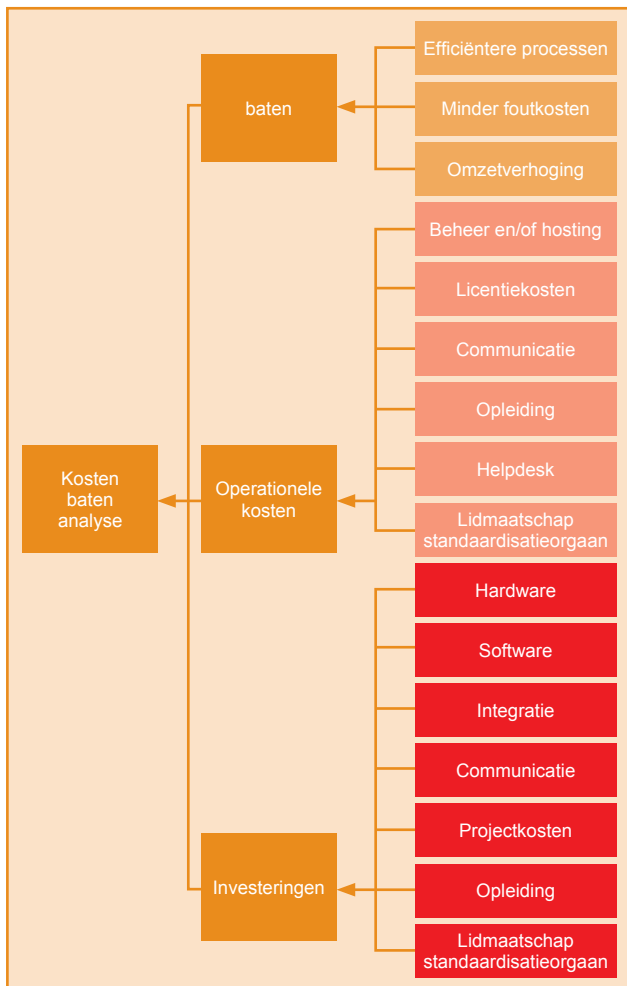 Efficiëntere processen
baten
Minder foutkosten
Omzetverhoging
Beheer en/of hosting
Licentiekosten
Communicatie
Opleiding
Kosten
baten
analyse
Operationele
kosten
Helpdesk
Lidmaatschap
standaardisatieorgaan
Hardware
Software
Integratie
Communicatie
Projectkosten
Investeringen
Opleiding
Lidmaatschap
standaardisatieorgaan